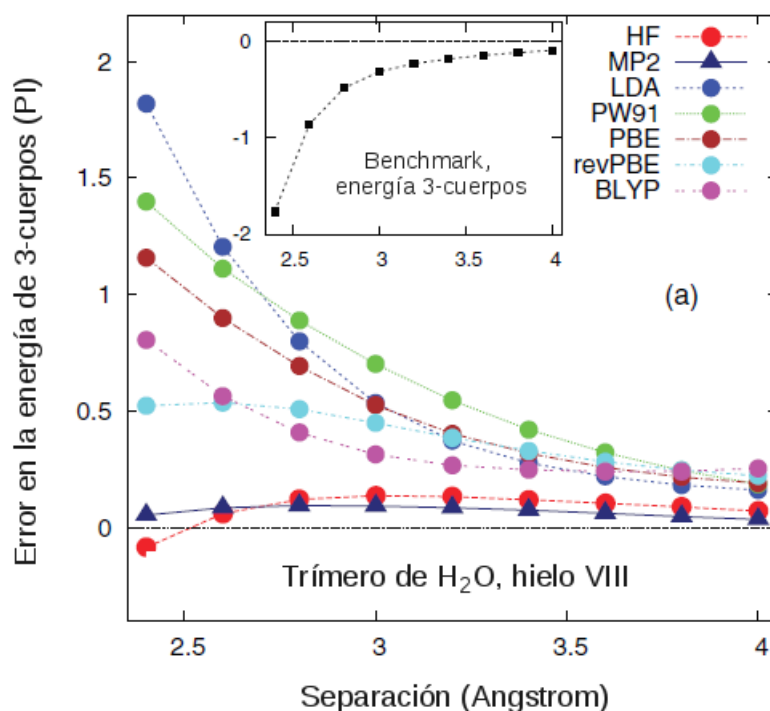 Error en la energía de 3-cuerpos (PI)
2
1.5
1
0.5
0
0
-1
-2
Benchmark,
energía 3-cuerpos
2.5
3
3.5
4
HF
MP2
LDA
PW91
PBE
revPBE
BLYP
(a)
Trímero de H₂O, hielo VIII
2.5
3
3.5
4
Separación (Angstrom)